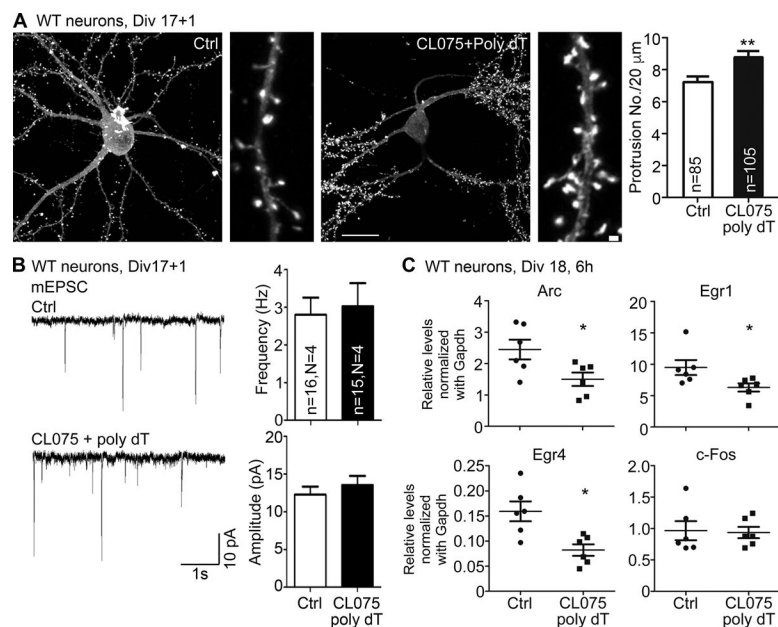 A WT neurons, Div 17+1
Ctrl
CL075+Poly dT
Protrusion No./20 µm
10
8
6
4
2
0
**
n=85
n=105
Ctrl
CL075
poly dT
B WT neurons, Div17+1
mEPSC
Ctrl
CL075 + poly dT
10 pA
1s
Frequency (Hz)
4
3
2
1
0
n=16,N=4
n=15,N=4
Amplitude (pA)
20
15
10
5
0
Ctrl
CL075
poly dT
C WT neurons, Div 18, 6h
Arc
Relative levels
normalized
with Gapdh
4
3
2
1
0
*
Egr1
20
15
10
5
0
*
Egr4
Relative levels
normalized
with Gapdh
0.25
0.20
0.15
0.10
0.05
0
*
Ctrl
CL075
poly dT
c-Fos
2.0
1.5
1.0
0.5
0
Ctrl
CL075
poly dT